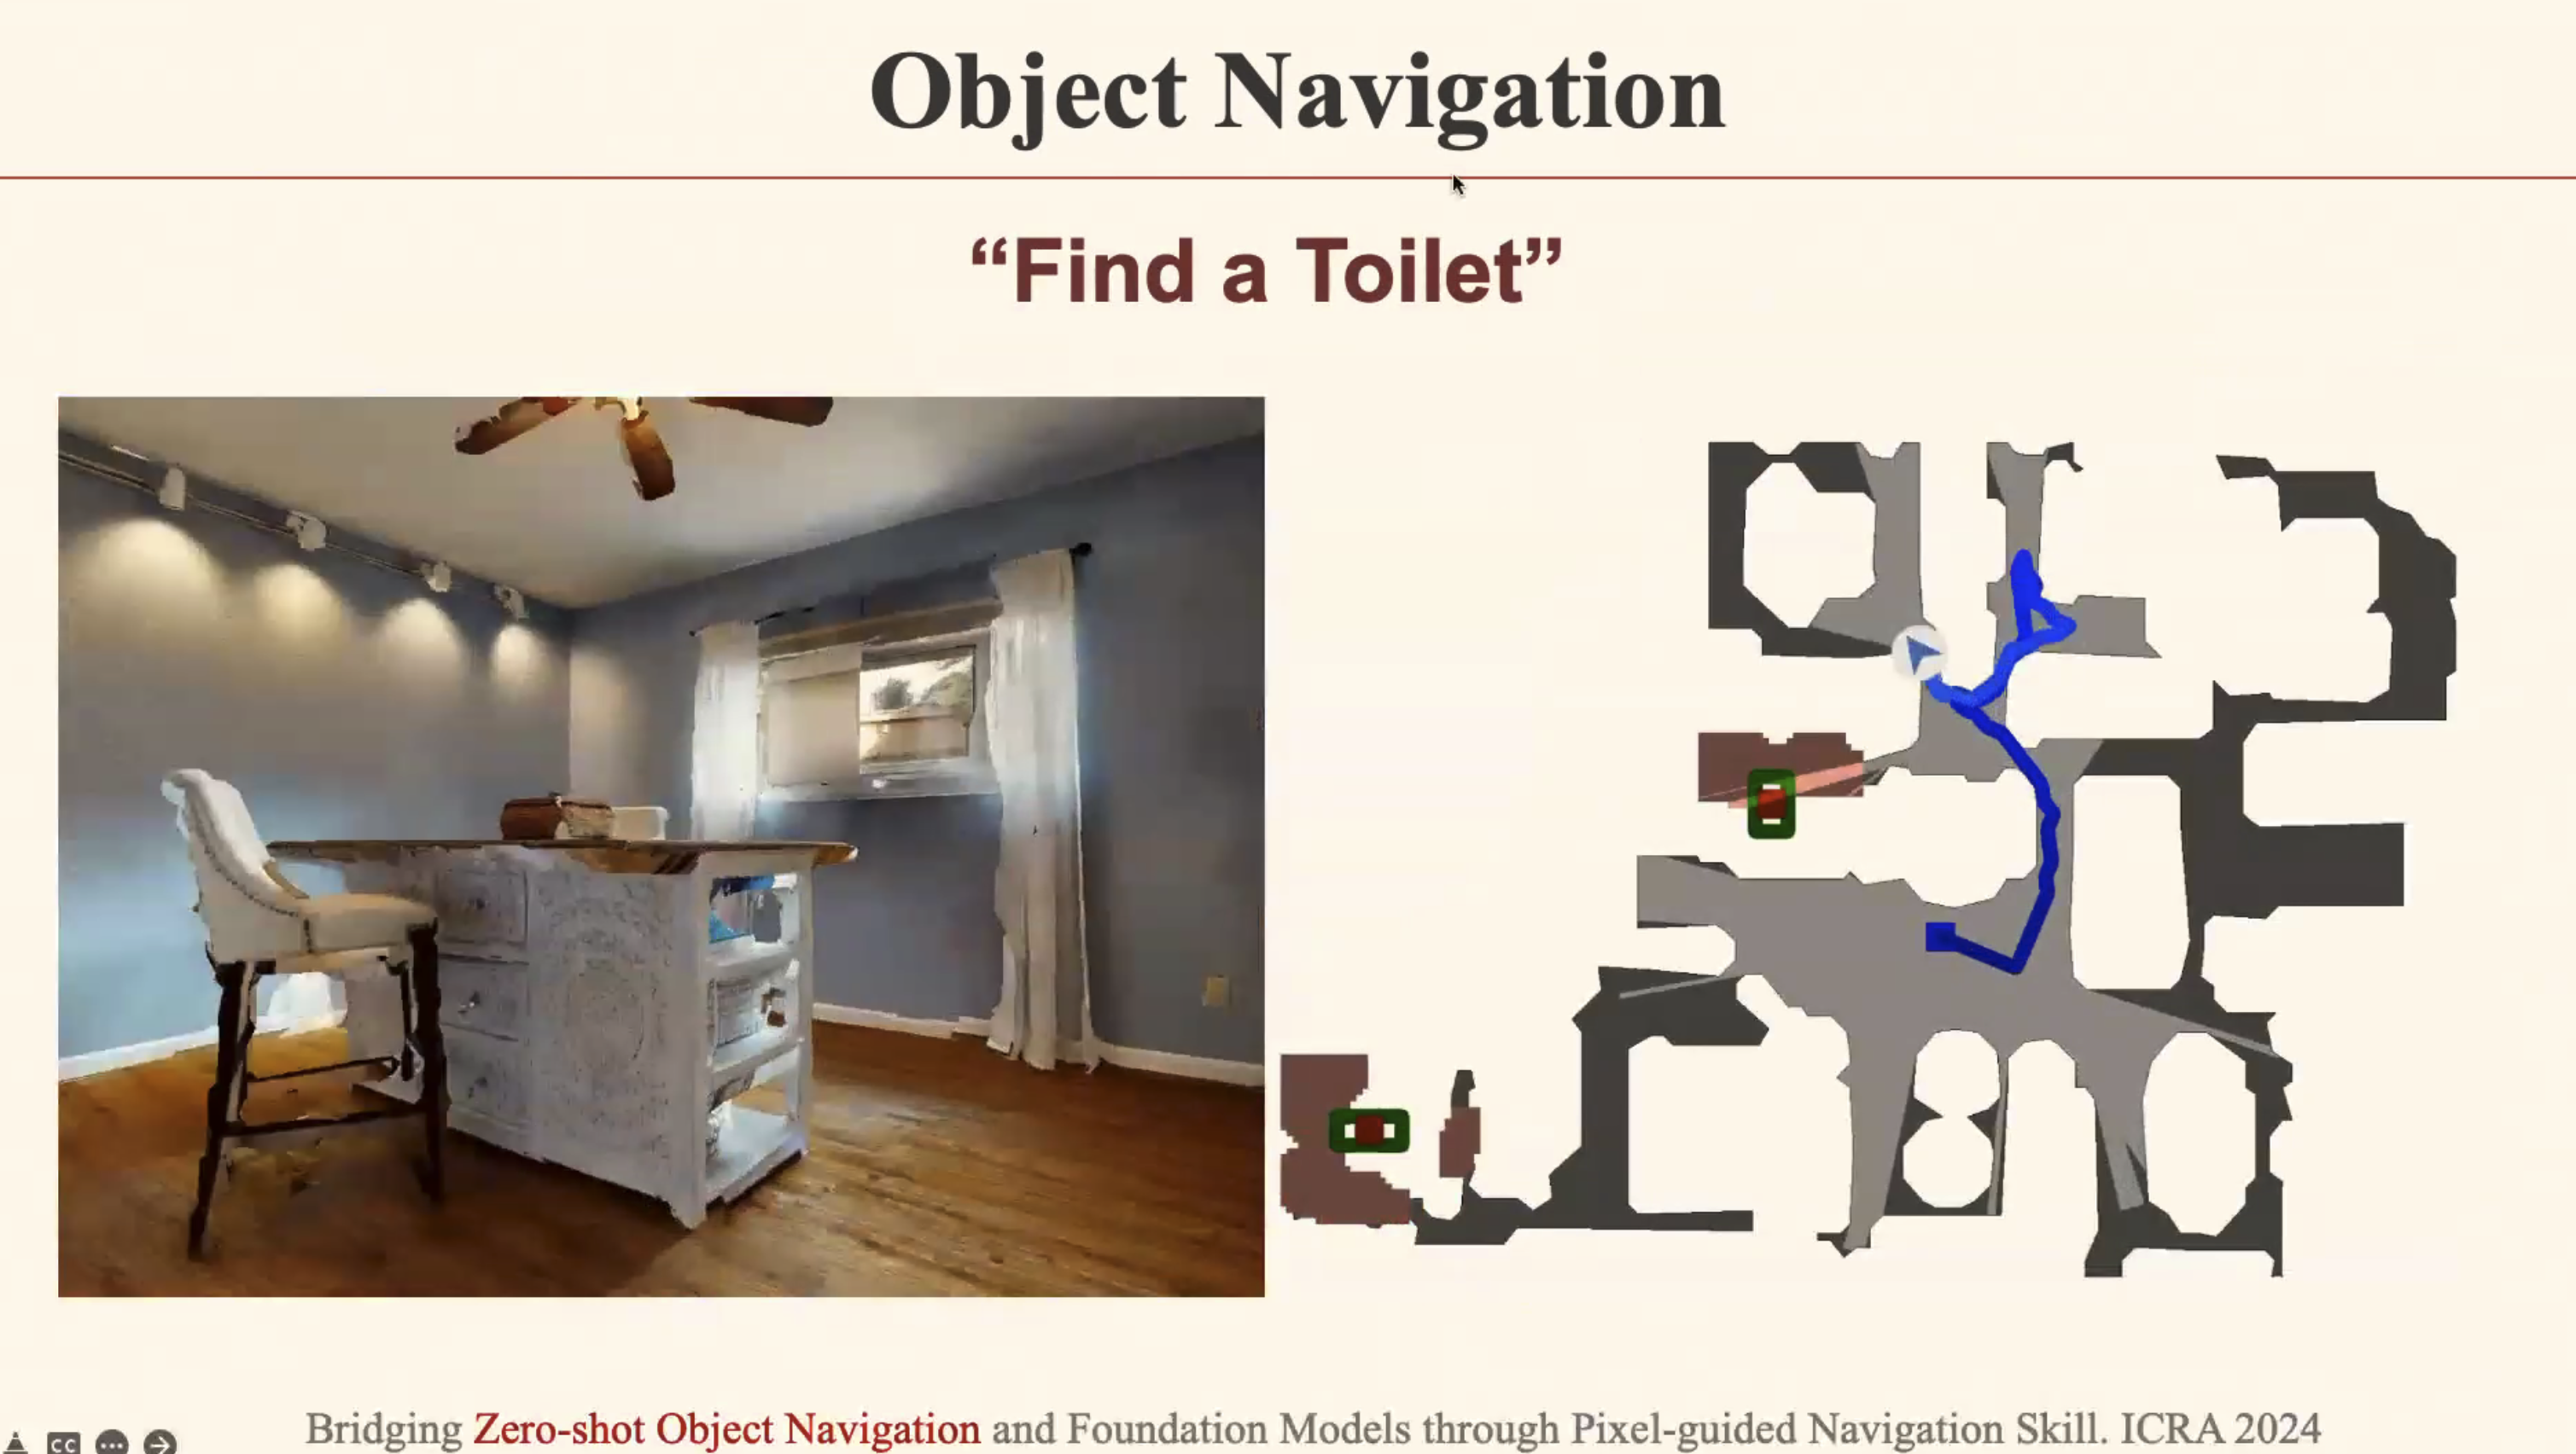 Object Navigation
“Find a Toilet”
Bridging Zero-shot Object Navigation and Foundation Models through Pixel-guided Navigation Skill. ICRA 2024
CC